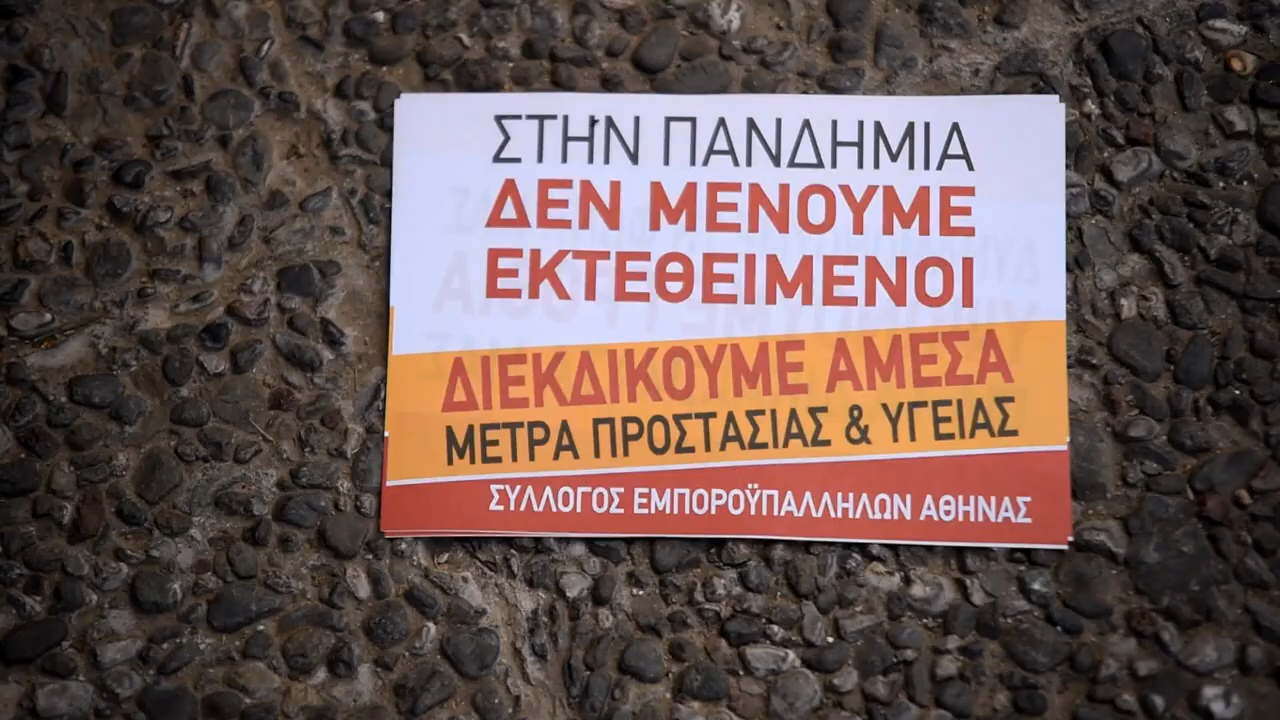 ΣΤΗΝ ΠΑΝΔΗΜΙΑ
ΔΕΝ ΜΕΝΟΥΜΕ
ΕΚΤΕΘΕΙΜΕΝΟΙ
ΔΙΕΚΔΙΚΟΥΜΕ ΑΜΕΣΑ
ΜΕΤΡΑ ΠΡΟΣΤΑΣΙΑΣ & ΥΓΕΙΑΣ
ΣΥΛΛΟΓΟΣ ΕΜΠΟΡΟΫΠΑΛΛΗΛΩΝ ΑΘΗΝΑΣ